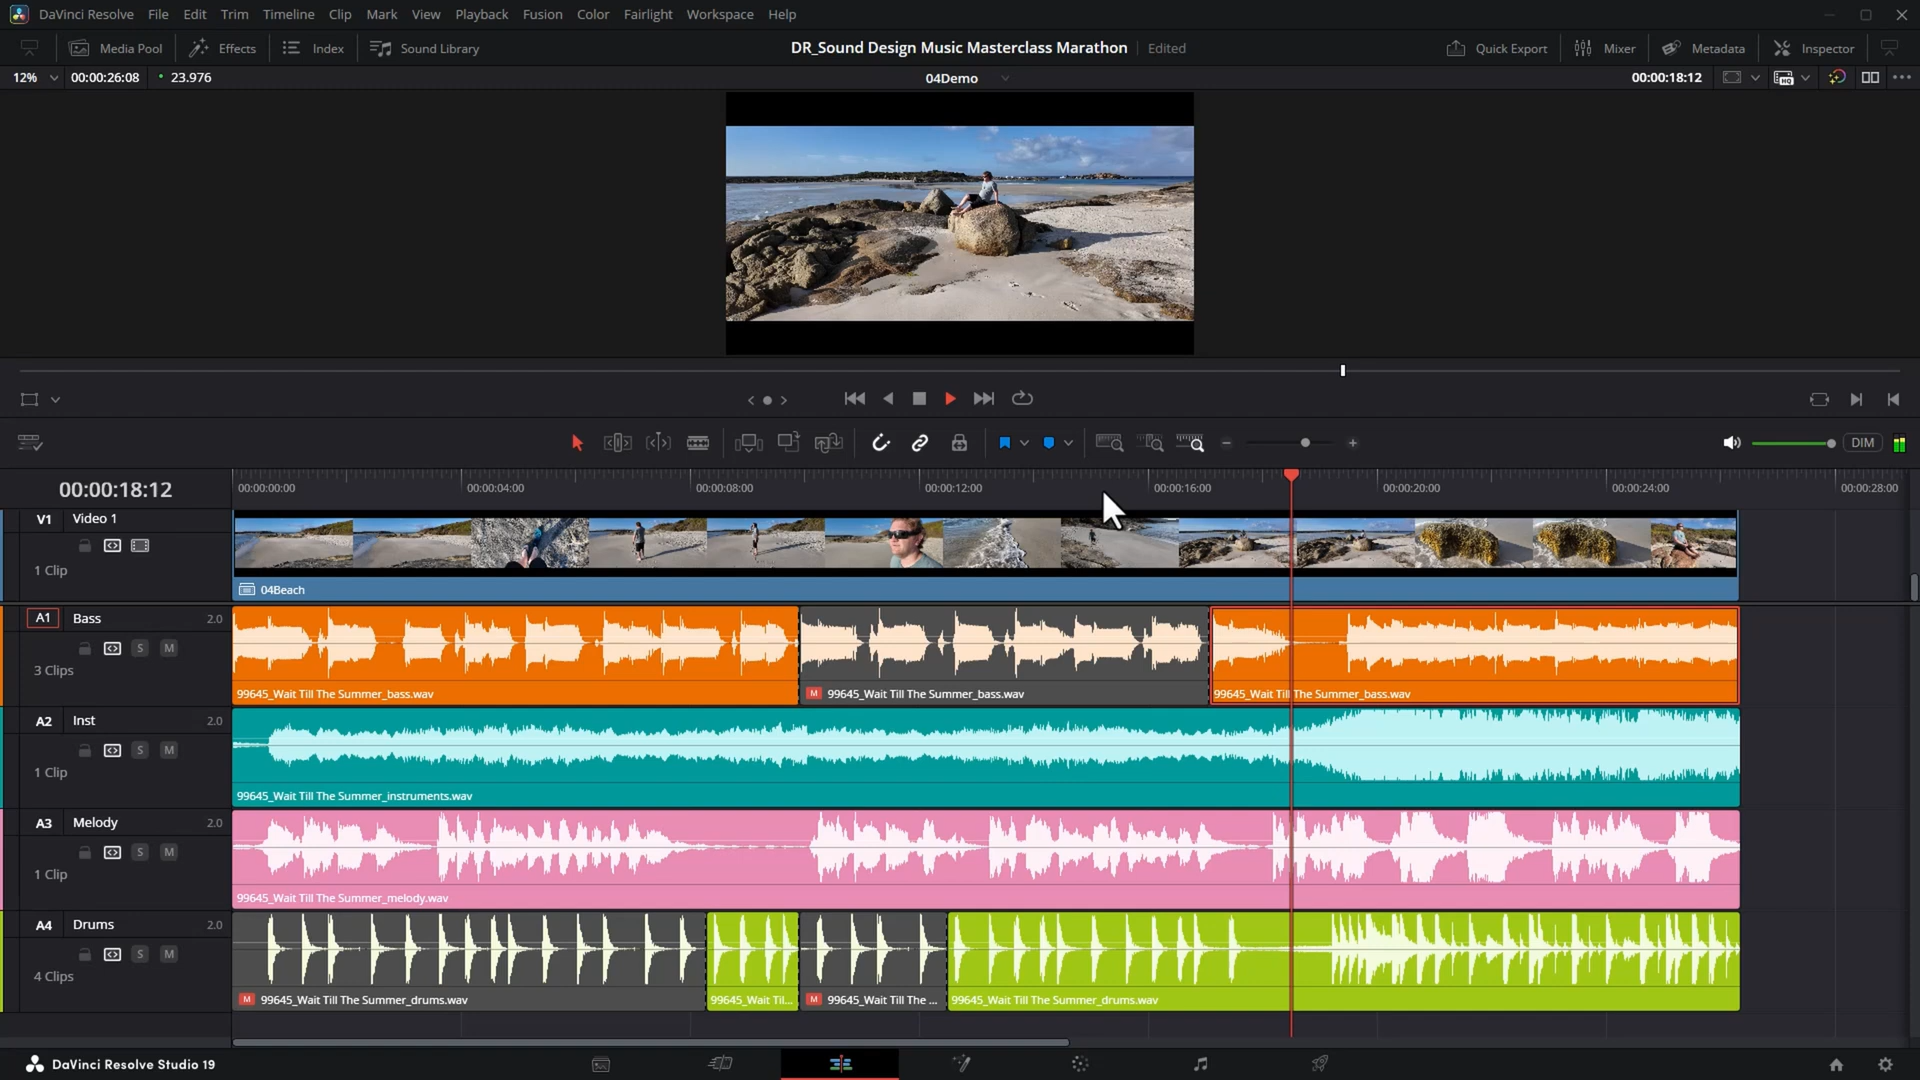 DaVinci Resolve File Edit Trim Timeline Clip Mark View Playback Fusion Color Fairlight Workspace Help
Media Pool Effects Index Sound Library DR_Sound Design Music Masterclass Marathon Edited Quick Export Mixer Metadata Inspector
12% 00:00:26:08 23.976 04Demo 00:00:18:12
DIM
00:00:18:12 00:00:00:00 00:00:04:00 00:00:08:00 00:00:12:00 00:00:16:00 00:00:20:00 00:00:24:00 00:00:28:00
V1 Video 1
1 Clip
04Beach
A1 Bass 2.0
S M
3 Clips
99645_Wait Till The Summer_bass.wav M 99645_Wait Till The Summer_bass.wav 99645_Wait Till The Summer_bass.wav
A2 Inst 2.0
S M
1 Clip
99645_Wait Till The Summer_instruments.wav
A3 Melody 2.0
S M
1 Clip
99645_Wait Till The Summer_melody.wav
A4 Drums 2.0
S M
4 Clips
M 99645_Wait Till The Summer_drums.wav 99645_Wait Til... M 99645_Wait Till The ... 99645_Wait Till The Summer_drums.wav
DaVinci Resolve Studio 19